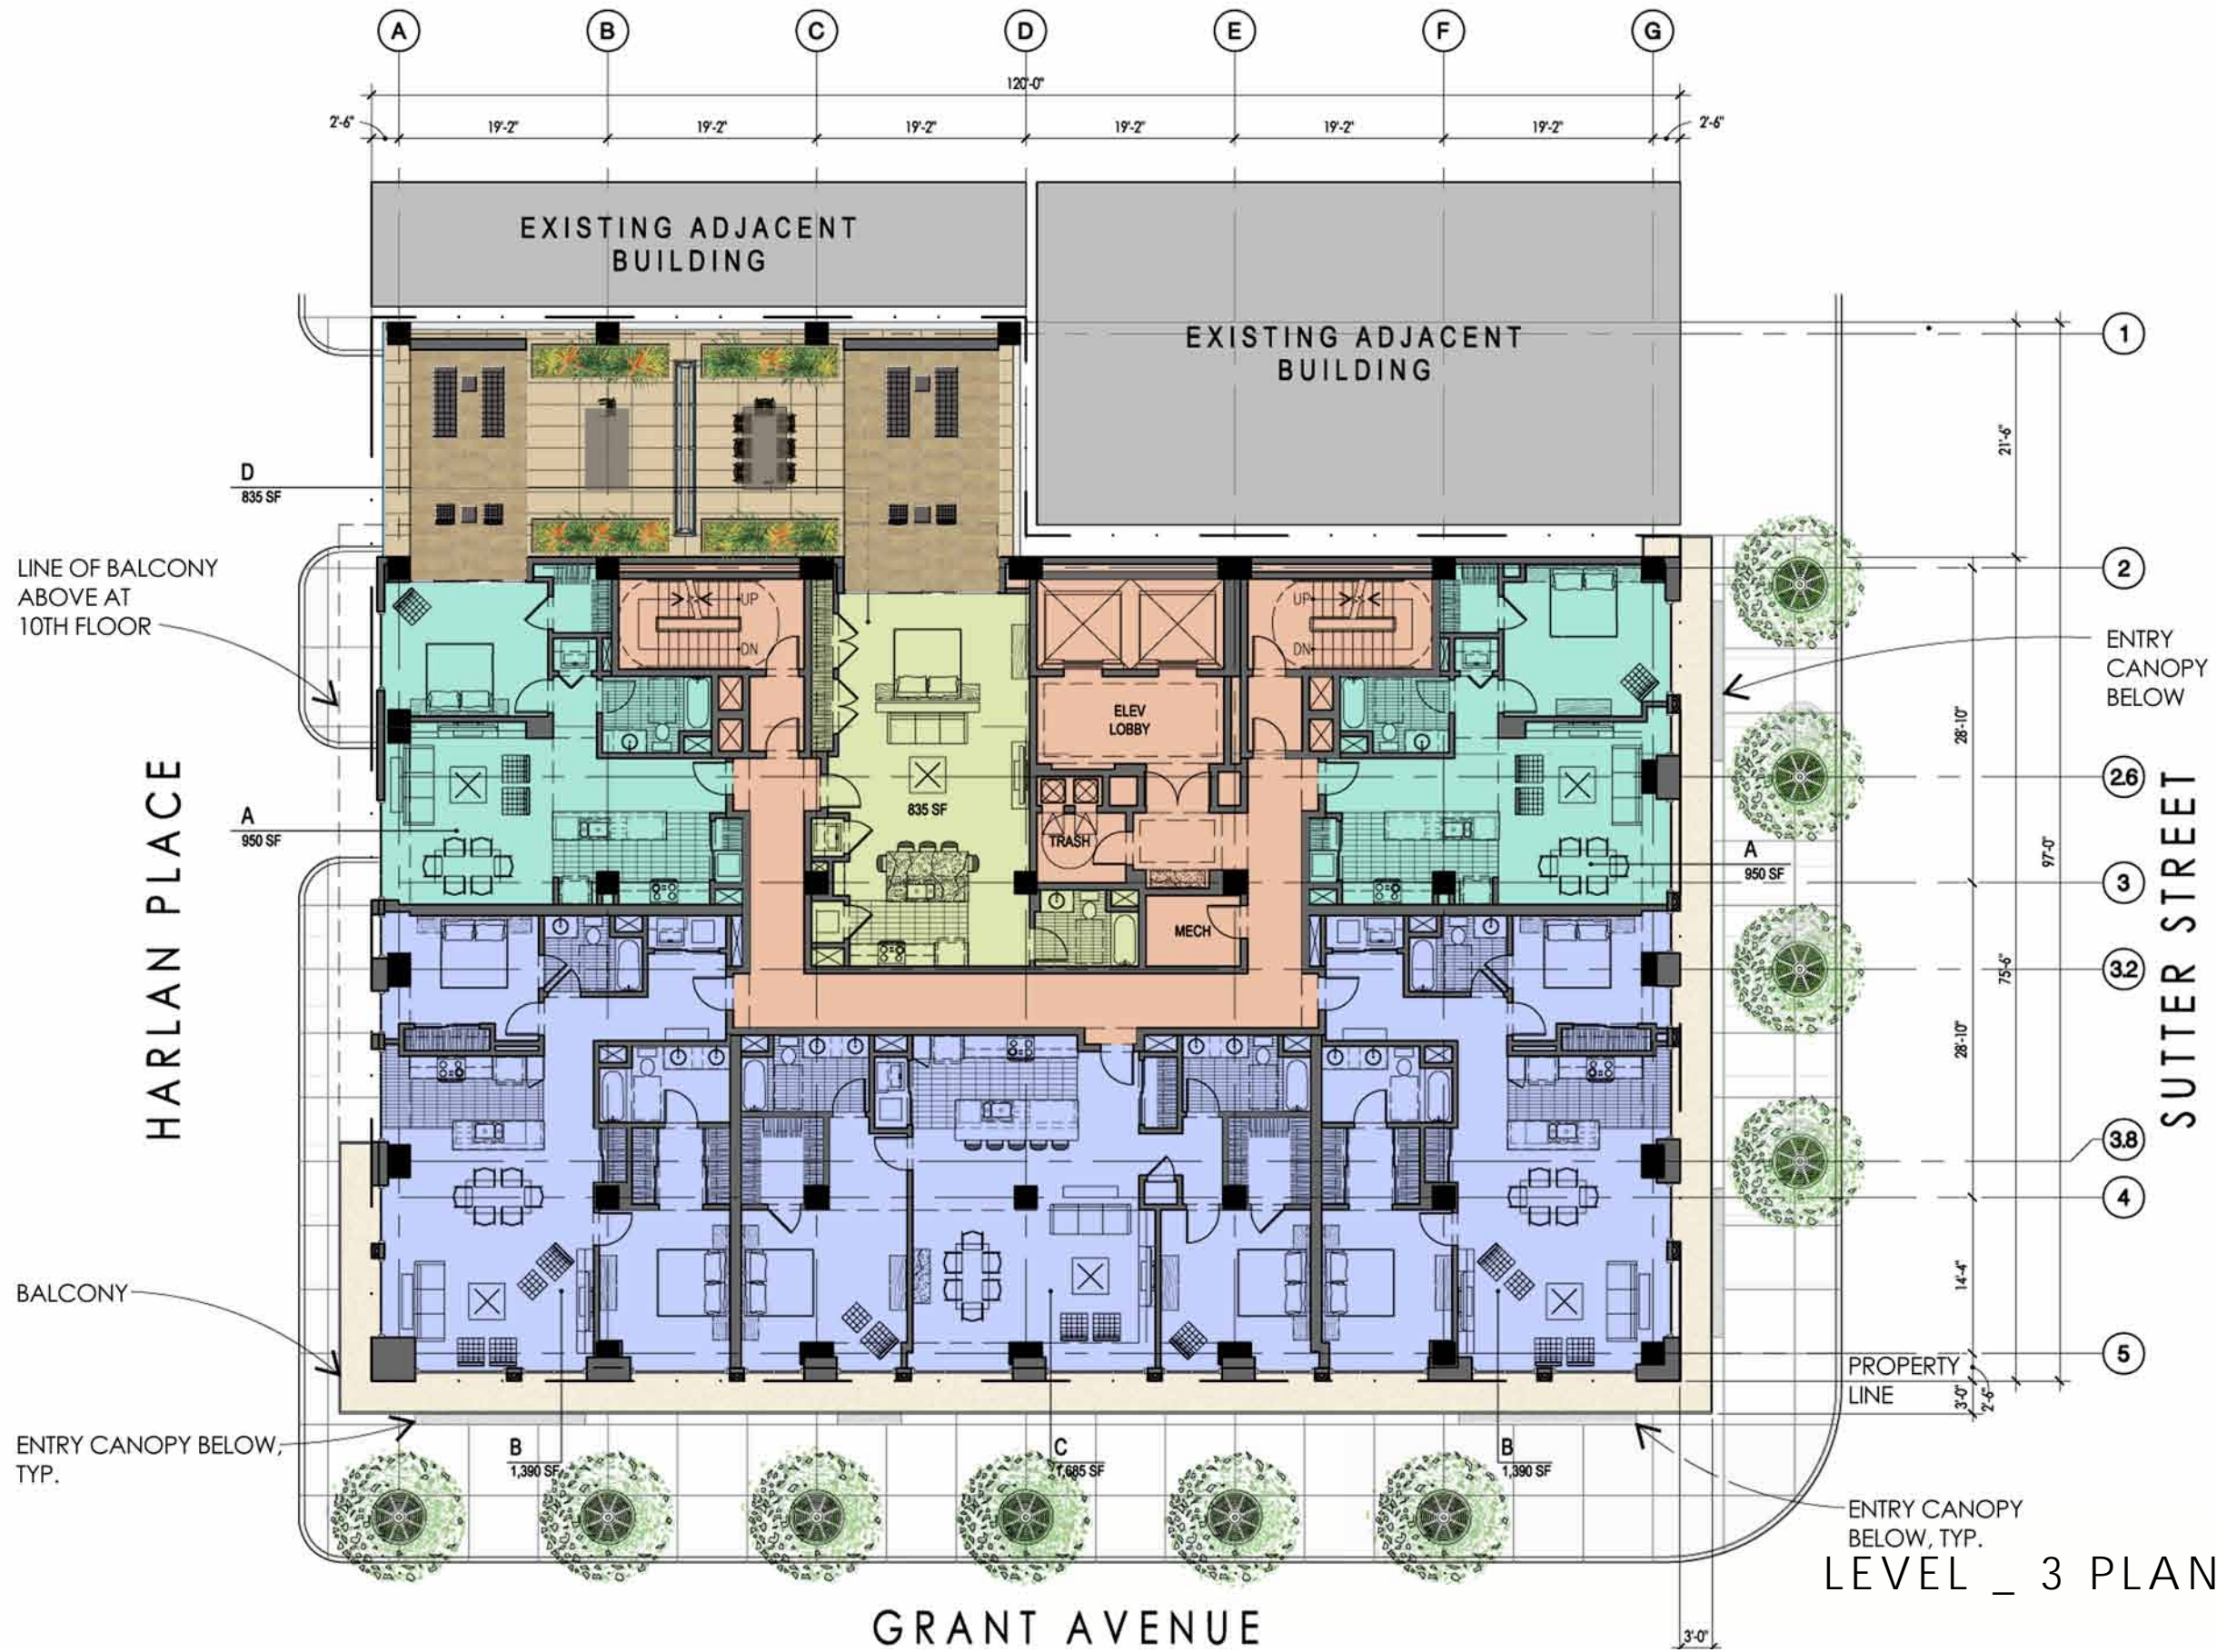 A
B
C
D
E
F
G
120'-0"
2'-6"
19'-2"
19'-2"
19'-2"
19'-2"
19'-2"
19'-2"
2'-6"
EXISTING ADJACENT
BUILDING
EXISTING ADJACENT
BUILDING
1
21'-6"
D
835 SF
LINE OF BALCONY
ABOVE AT
10TH FLOOR
2
UP
DN
UP
DN
ENTRY
CANOPY
BELOW
ELEV
LOBBY
28'-10"
2.6
835 SF
HARLAN PLACE
SUTTER STREET
A
950 SF
TRASH
A
950 SF
97'-0"
3
MECH
3.2
75'-6"
28'-10"
3.8
4
BALCONY
14'-4"
5
PROPERTY
LINE
3'-0"
2'-6"
ENTRY CANOPY BELOW,
TYP.
B
1,390 SF
C
1,685 SF
B
1,390 SF
ENTRY CANOPY
BELOW, TYP.
LEVEL _ 3 PLAN
GRANT AVENUE
3'-0"